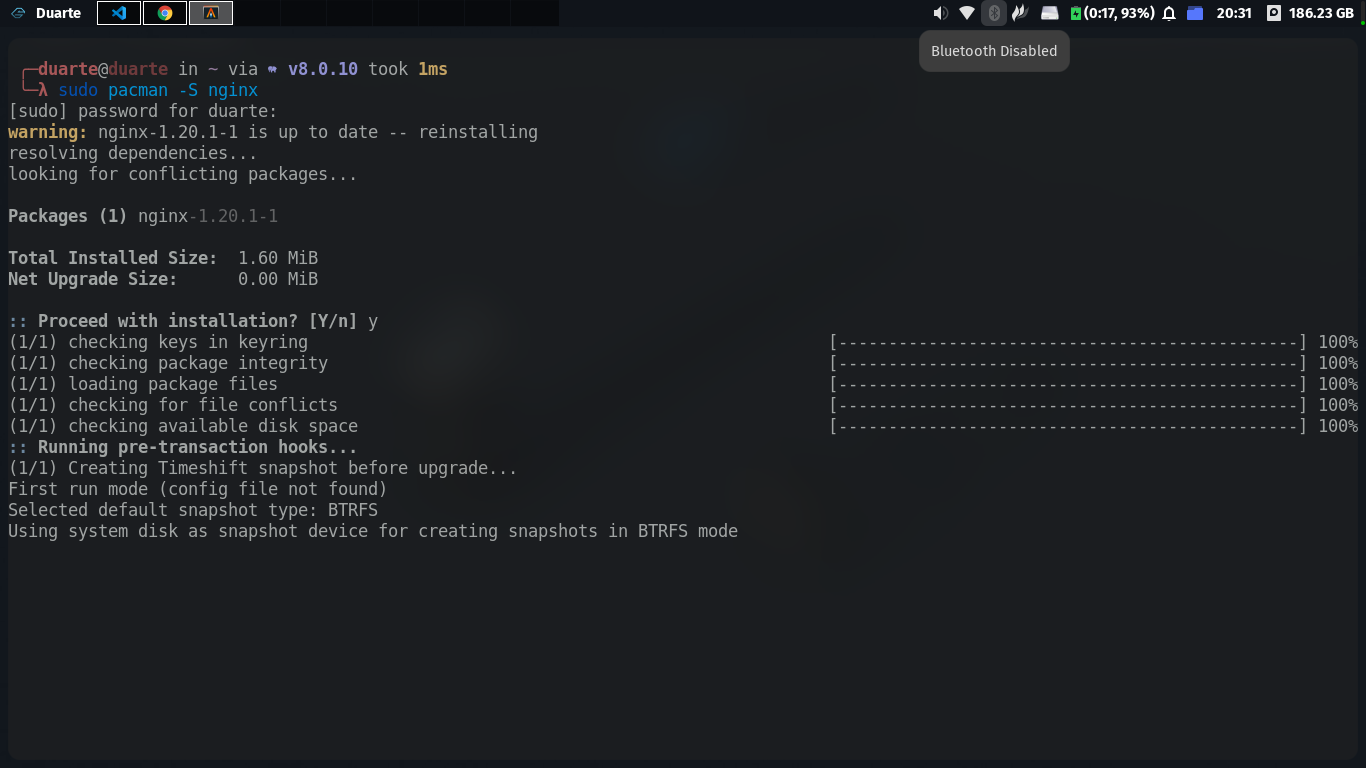 Duarte
(0:17, 93%)
20:31
186.23 GB
Bluetooth Disabled
╭─duarte@duarte in ~ via v8.0.10 took 1ms
╰─λ sudo pacman -S nginx
[sudo] password for duarte:
warning: nginx-1.20.1-1 is up to date -- reinstalling
resolving dependencies...
looking for conflicting packages...
Packages (1) nginx-1.20.1-1
Total Installed Size:  1.60 MiB
Net Upgrade Size:      0.00 MiB
:: Proceed with installation? [Y/n] y
(1/1) checking keys in keyring [----------------------------------------------] 100%
(1/1) checking package integrity [----------------------------------------------] 100%
(1/1) loading package files [----------------------------------------------] 100%
(1/1) checking for file conflicts [----------------------------------------------] 100%
(1/1) checking available disk space [----------------------------------------------] 100%
:: Running pre-transaction hooks...
(1/1) Creating Timeshift snapshot before upgrade...
First run mode (config file not found)
Selected default snapshot type: BTRFS
Using system disk as snapshot device for creating snapshots in BTRFS mode